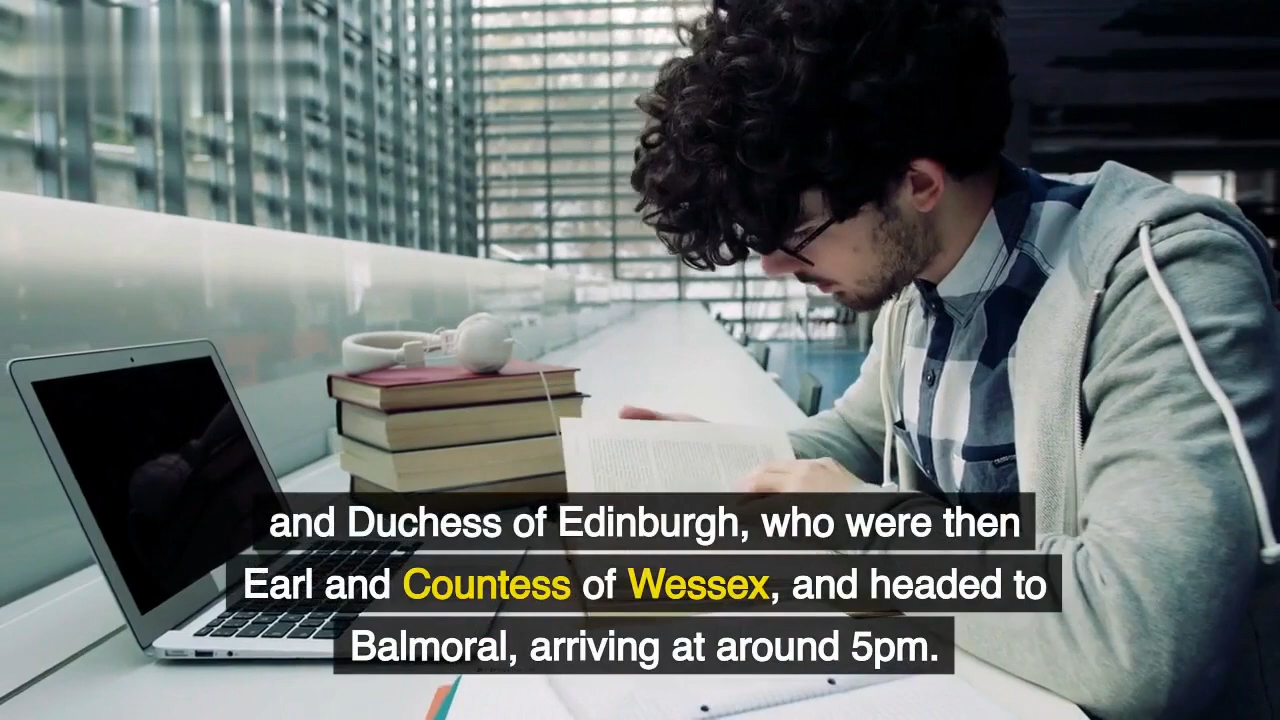 and Duchess of Edinburgh, who were then
Earl and Countess of Wessex, and headed to
Balmoral, arriving at around 5pm.